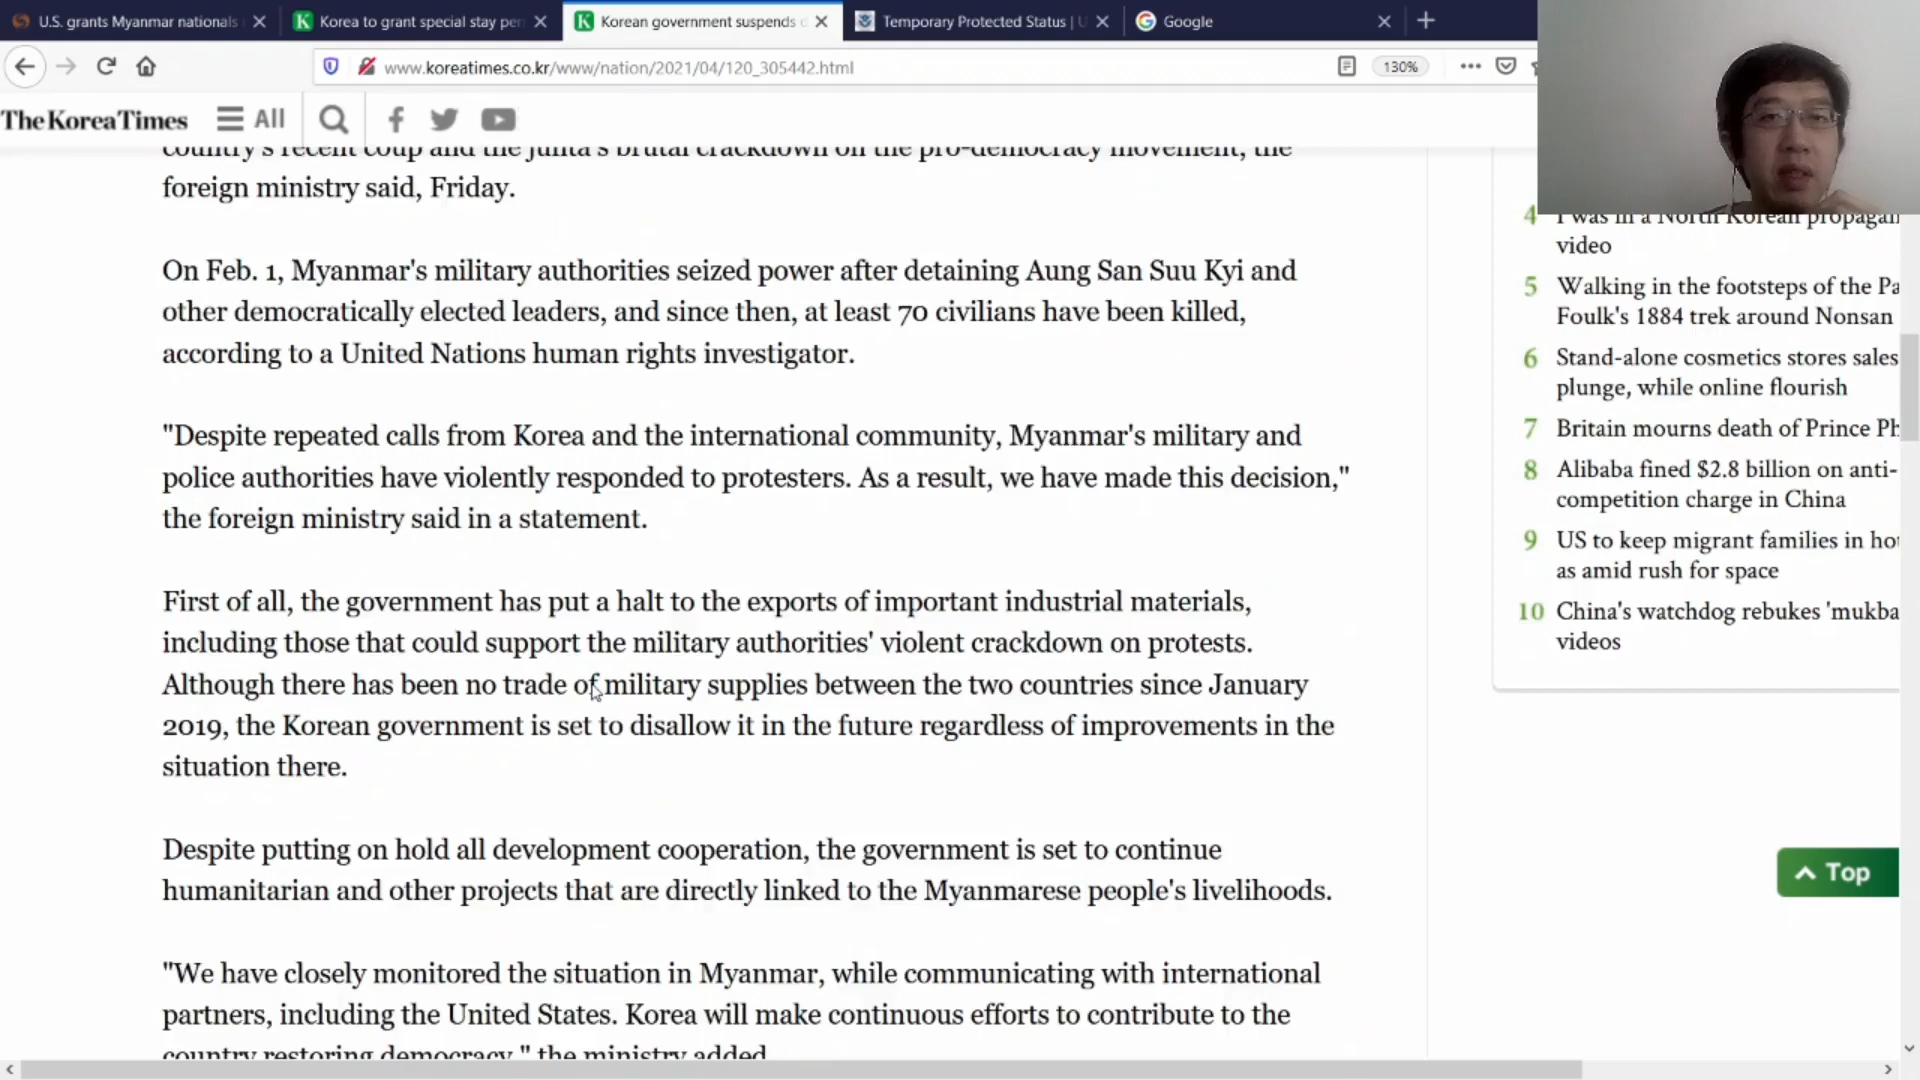 U.S. grants Myanmar nationals
Korea to grant special stay per
Korean government suspends
Temporary Protected Status | U
Google
www.koreatimes.co.kr/www/nation/2021/04/120_305442.html
130%
The Korea Times
All
country's recent coup and the junta's brutal crackdown on the pro-democracy movement, the
foreign ministry said, Friday.
On Feb. 1, Myanmar's military authorities seized power after detaining Aung San Suu Kyi and
other democratically elected leaders, and since then, at least 70 civilians have been killed,
according to a United Nations human rights investigator.
"Despite repeated calls from Korea and the international community, Myanmar's military and
police authorities have violently responded to protesters. As a result, we have made this decision,"
the foreign ministry said in a statement.
First of all, the government has put a halt to the exports of important industrial materials,
including those that could support the military authorities' violent crackdown on protests.
Although there has been no trade of military supplies between the two countries since January
2019, the Korean government is set to disallow it in the future regardless of improvements in the
situation there.
Despite putting on hold all development cooperation, the government is set to continue
humanitarian and other projects that are directly linked to the Myanmarese people's livelihoods.
"We have closely monitored the situation in Myanmar, while communicating with international
partners, including the United States. Korea will make continuous efforts to contribute to the
country restoring democracy," the ministry added.
4 I was in a North Korean propagan
video
5 Walking in the footsteps of the Pa
Foulk's 1884 trek around Nonsan
6 Stand-alone cosmetics stores sales
plunge, while online flourish
7 Britain mourns death of Prince Ph
8 Alibaba fined $2.8 billion on anti-
competition charge in China
9 US to keep migrant families in ho
as amid rush for space
10 China's watchdog rebukes 'mukba
videos
Top